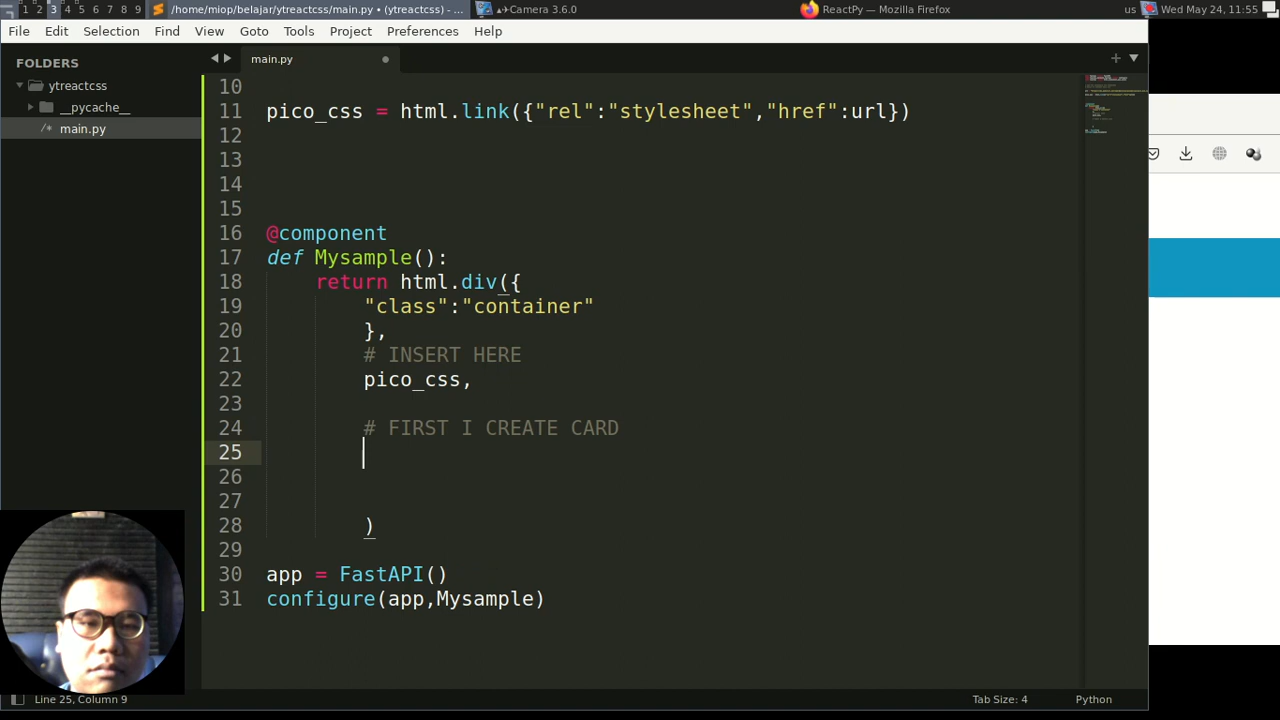 1 2 3 4 5 6 7 8 9 /home/miop/belajar/ytreactcss/main.py • (ytreactcss) - ... Camera 3.6.0 ReactPy — Mozilla Firefox us Wed May 24, 11:55
File Edit Selection Find View Goto Tools Project Preferences Help
FOLDERS
ytreactcss
__pycache__
/* main.py
main.py
10
11 pico_css = html.link({"rel":"stylesheet","href":url})
12
13
14
15
16 @component
17 def Mysample():
18 return html.div({
19 "class":"container"
20 },
21 # INSERT HERE
22 pico_css,
23
24 # FIRST I CREATE CARD
25
26
27
28 )
29
30 app = FastAPI()
31 configure(app,Mysample)
Line 25, Column 9 Tab Size: 4 Python